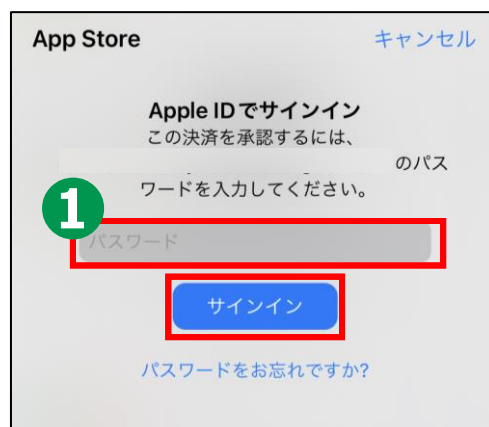 App Store
キャンセル
Apple IDでサインイン
この決済を承認するには、
のパス
ワードを入力してください。
1
パスワード
サインイン
パスワードをお忘れですか?